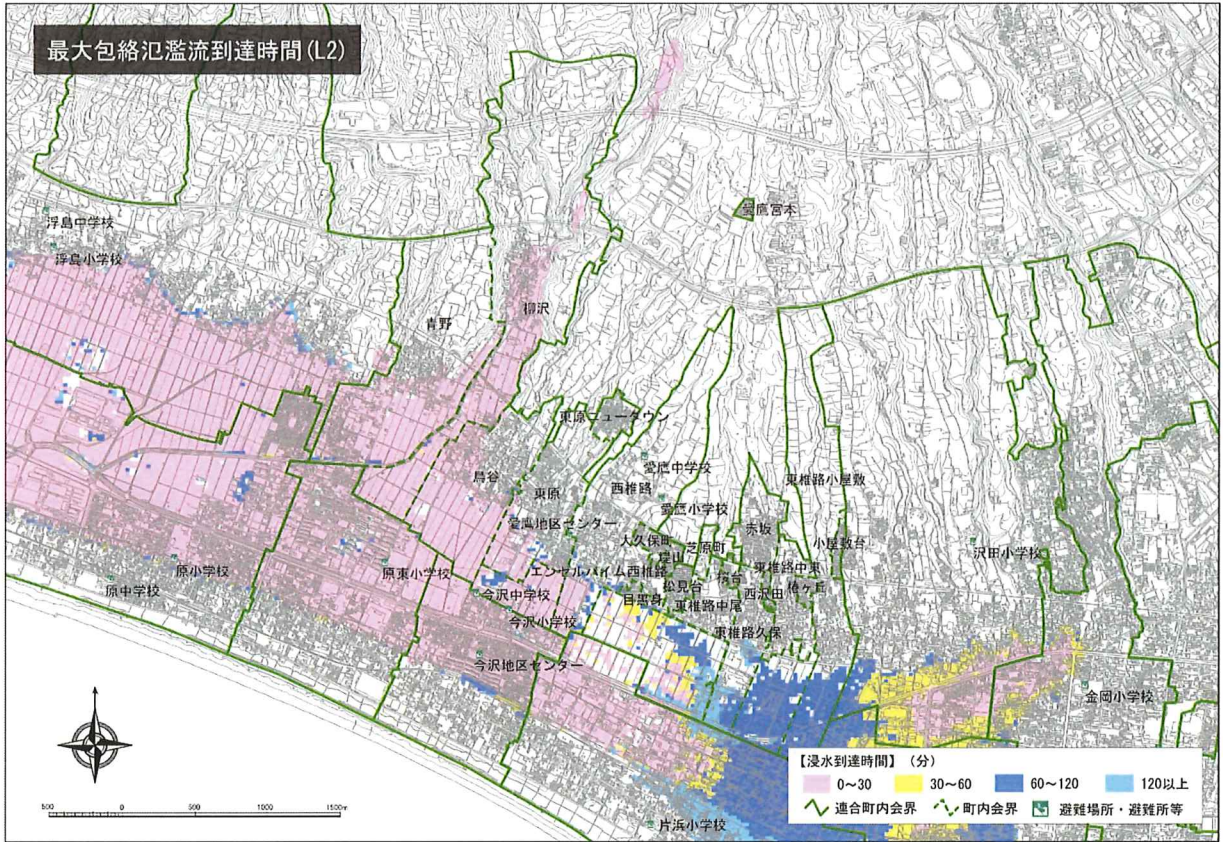 最大包絡氾濫流到達時間(L2)
浮島中学校
浮島小学校
愛鷹宮本
青野
柳沢
東原ニュータウン
愛鷹中学校
鳥谷
東原
西椎路
東椎路小屋敷
愛鷹小学校
愛鷹地区センター
大久保町
芝原町
赤坂
小屋敷台
沢田小学校
原小学校
原中学校
原東小学校
エンゼルハイム西椎路
松見台
東椎路中東
西沢田
今沢中学校
目黒身
東椎路中尾
今沢小学校
東椎路久保
今沢地区センター
金岡小学校
片浜小学校
500 0 500 1000 1500m
【浸水到達時間】 (分)
0~30 30~60 60~120 120以上
連合町内会界 町内会界 避難場所・避難所等